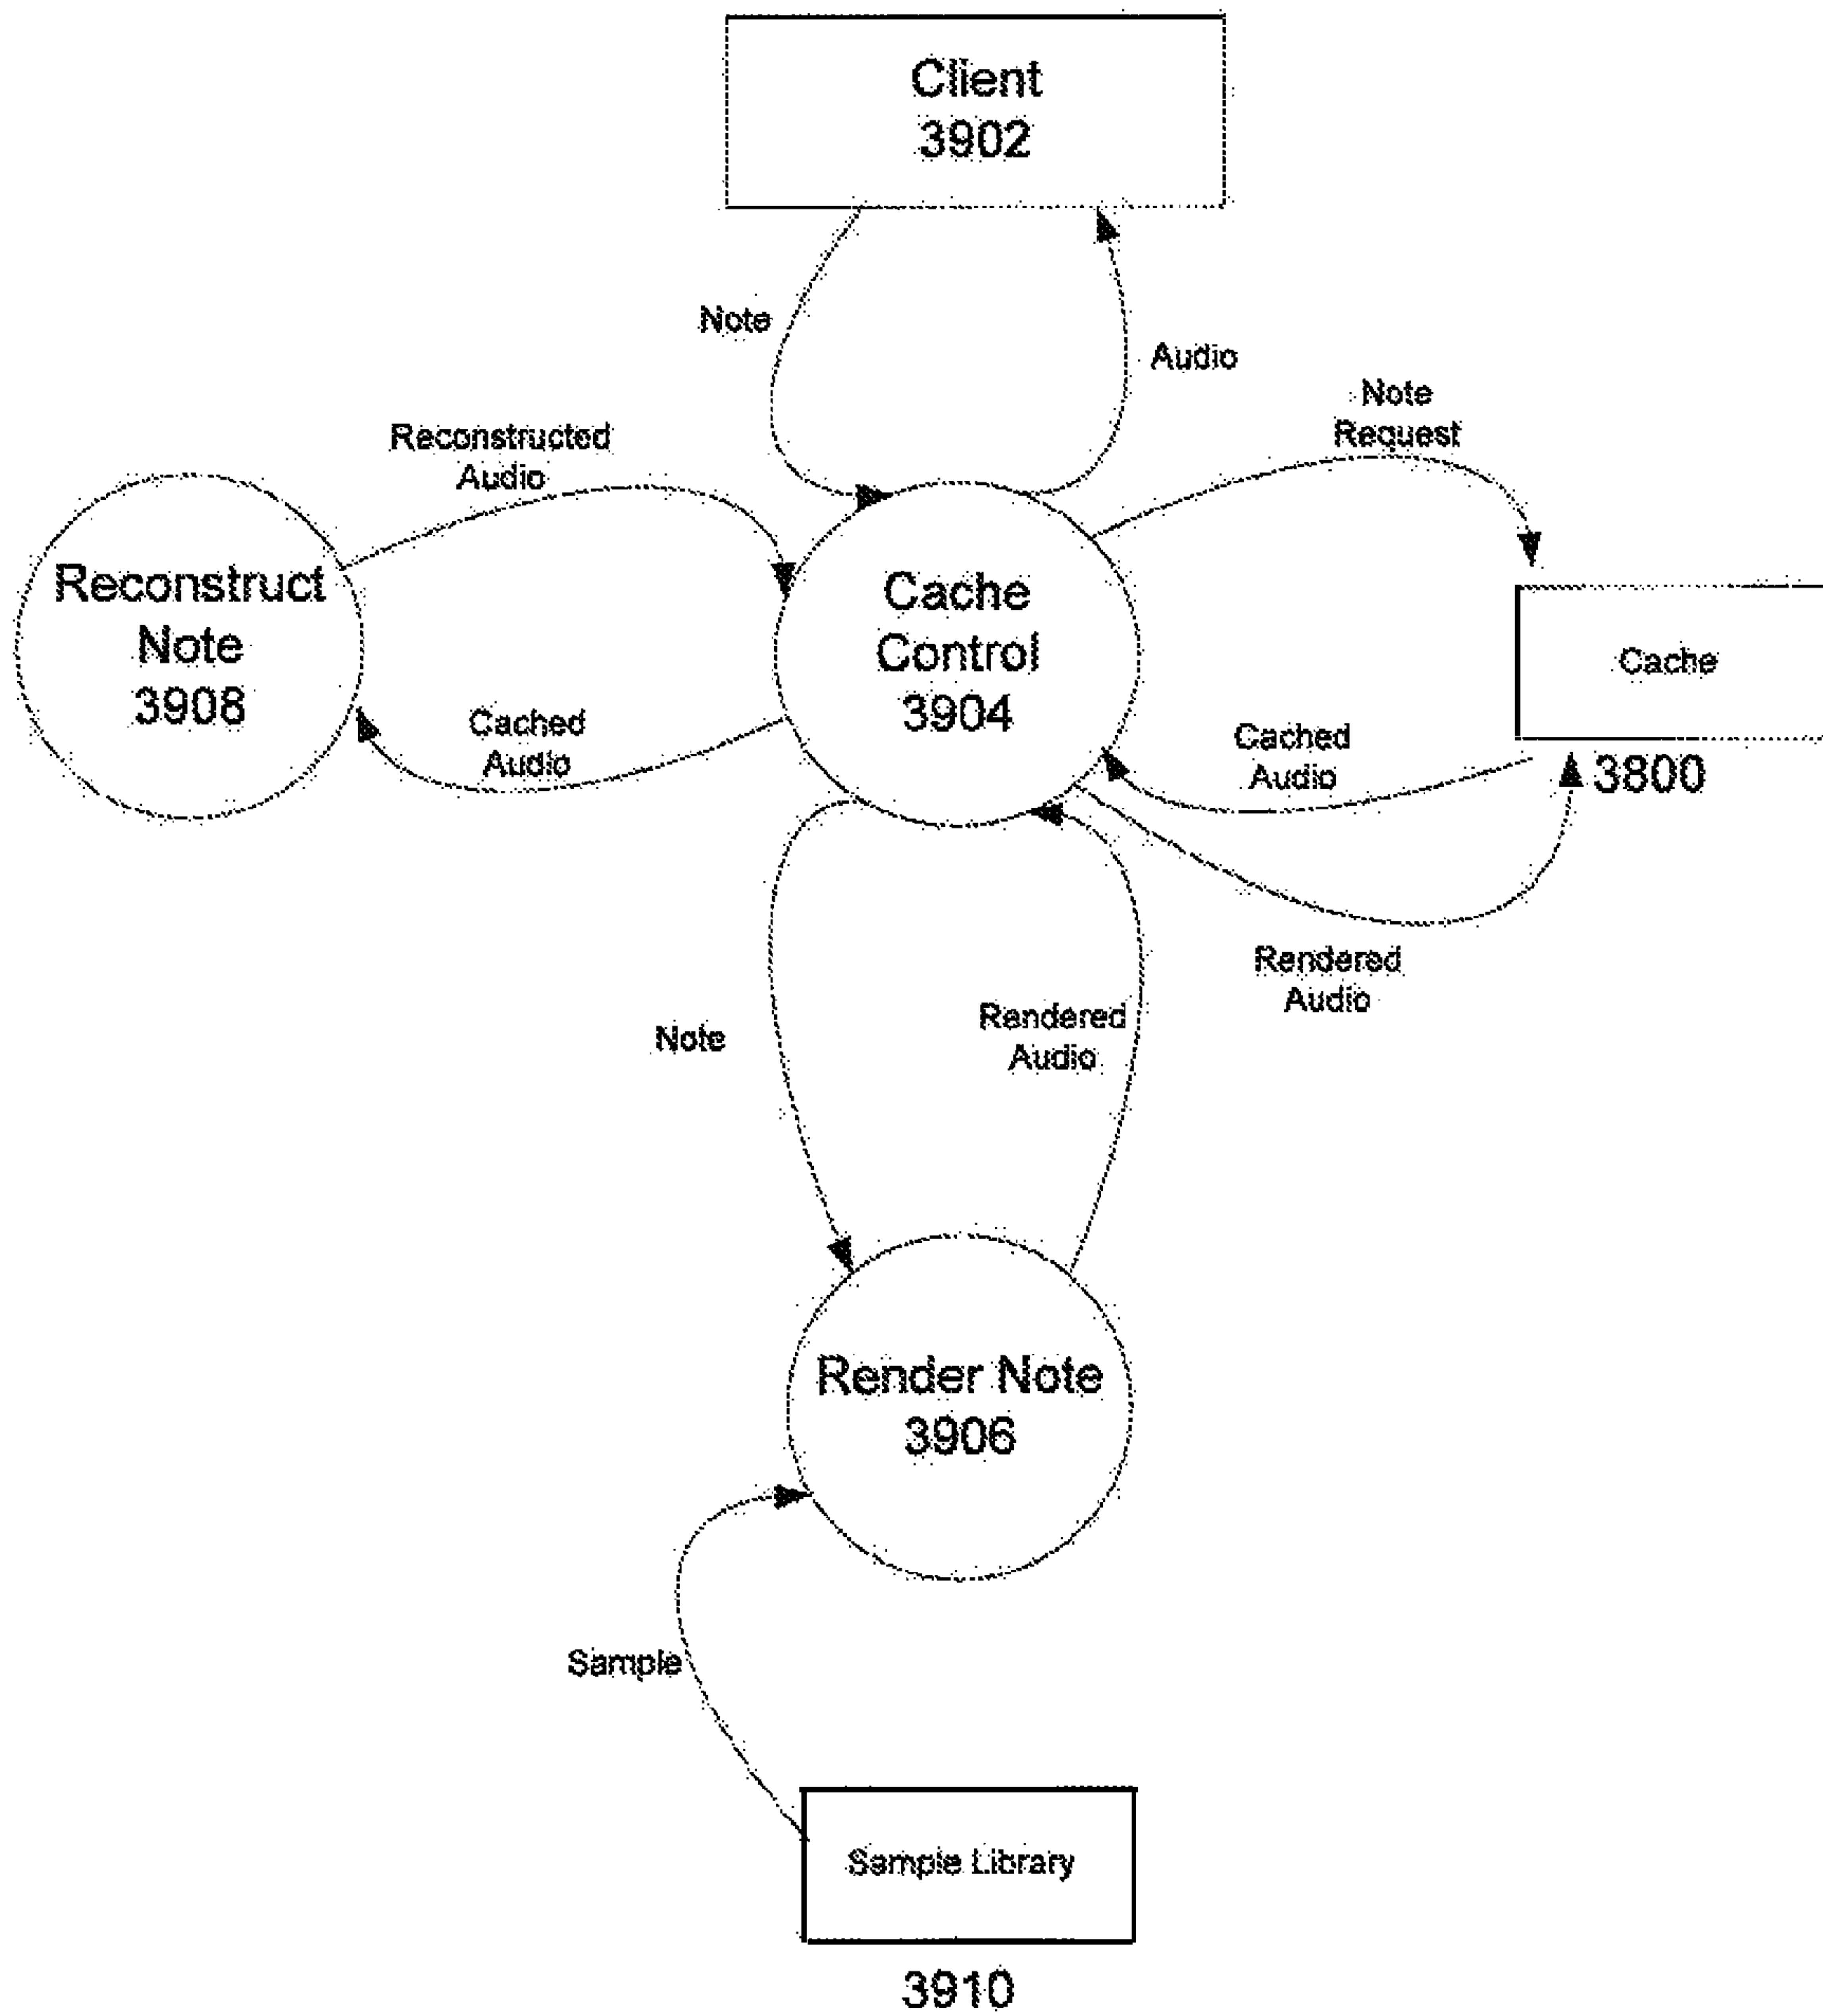 Client
3902
Note
Audio
Note
Request
Reconstructed
Audio
Reconstruct
Note
3908
Cache
Control
3904
Cache
3800
Cached
Audio
Cached
Audio
Rendered
Audio
Note
Rendered
Audio
Render Note
3906
Sample
Sample Library
3910